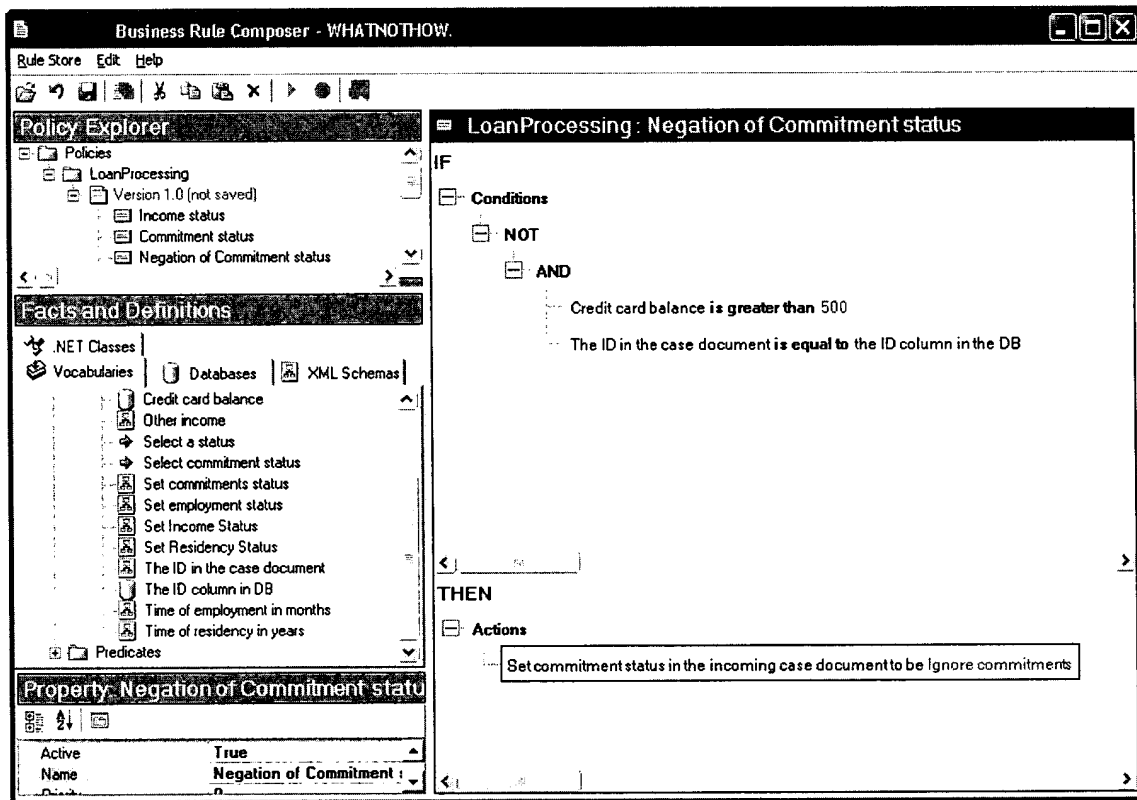 Business Rule Composer - WHATNOTHOW.
Rule Store Edit Help
Policy Explorer
Policies
LoanProcessing
Version 1.0 (not saved)
Income status
Commitment status
Negation of Commitment status
Facts and Definitions
.NET Classes
Vocabularies Databases XML Schemas
Credit card balance
Other income
Select a status
Select commitment status
Set commitments status
Set employment status
Set Income Status
Set Residency Status
The ID in the case document
The ID column in DB
Time of employment in months
Time of residency in years
Predicates
Property: Negation of Commitment statu
Active True
Name Negation of Commitment
LoanProcessing : Negation of Commitment status
IF
Conditions
NOT
AND
Credit card balance is greater than 500
The ID in the case document is equal to the ID column in the DB
THEN
Actions
Set commitment status in the incoming case document to be Ignore commitments